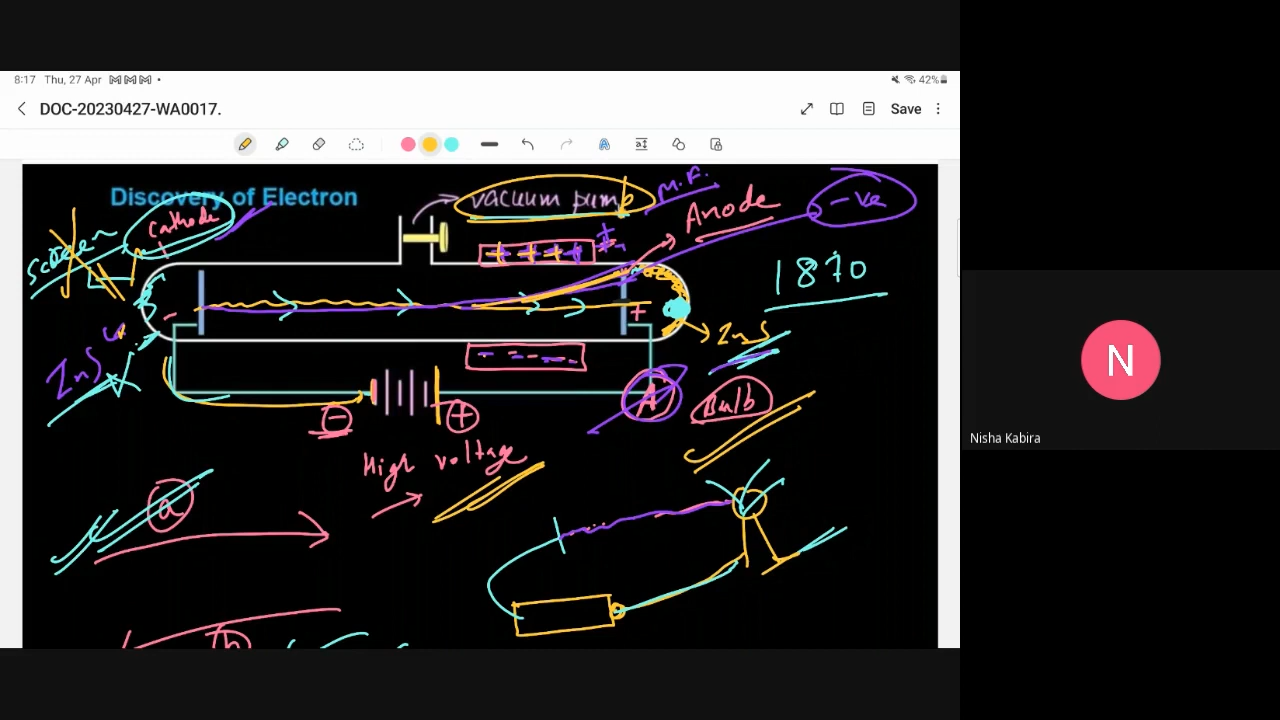 8:17 Thu, 27 Apr
42%
DOC-20230427-WA0017.
Save
Discovery of Electron
vacuum pump
M.F.
-ve
Cathode
Anode
Screen
+ + + +
1870
- +
ZnS
ZnS
- - - -
A
Bulb
- +
High voltage
a
b
N
Nisha Kabira